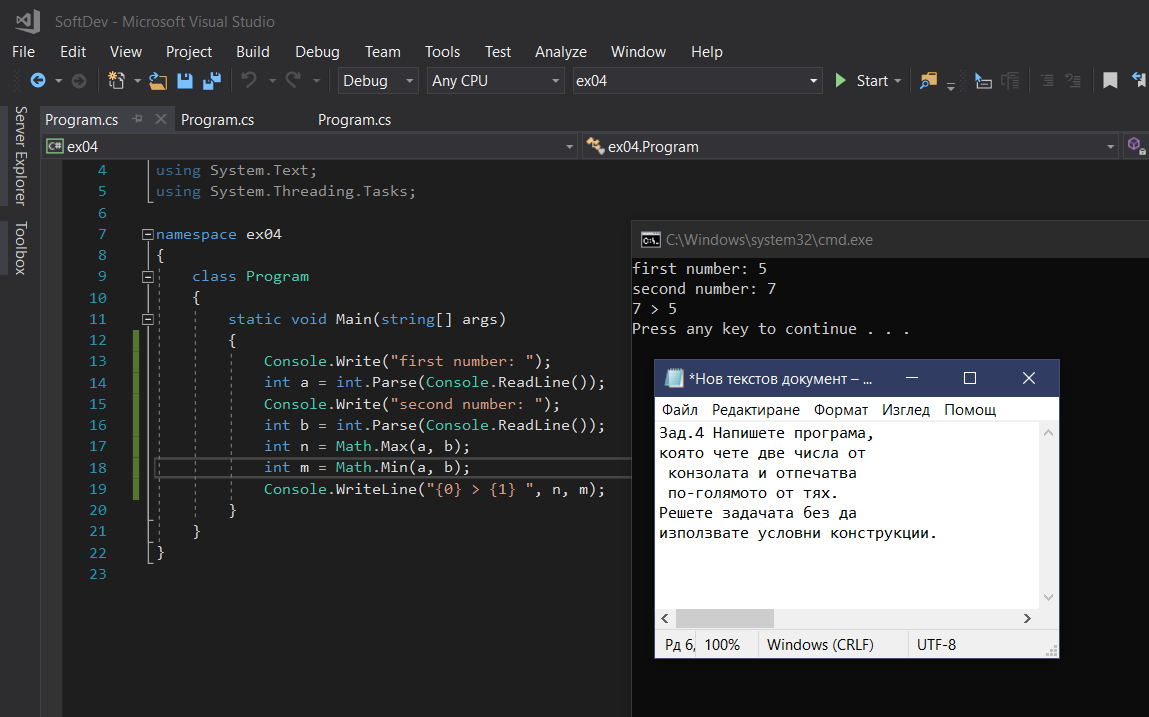 SoftDev - Microsoft Visual Studio
File Edit View Project Build Debug Team Tools Test Analyze Window Help
Debug Any CPU ex04 Start
Server Explorer
Toolbox
Program.cs Program.cs Program.cs
C# ex04 ex04.Program
4 using System.Text;
5 using System.Threading.Tasks;
6
7 namespace ex04
8 {
9 class Program
10 {
11 static void Main(string[] args)
12 {
13 Console.Write("first number: ");
14 int a = int.Parse(Console.ReadLine());
15 Console.Write("second number: ");
16 int b = int.Parse(Console.ReadLine());
17 int n = Math.Max(a, b);
18 int m = Math.Min(a, b);
19 Console.WriteLine("{0} > {1} ", n, m);
20 }
21 }
22 }
23
C:\Windows\system32\cmd.exe
first number: 5
second number: 7
7 > 5
Press any key to continue . . .
*Нов текстов документ – ...
Файл Редактиране Формат Изглед Помощ
Зад.4 Напишете програма,
която чете две числа от
конзолата и отпечатва
по-голямото от тях.
Решете задачата без да
използвате условни конструкции.
Рд 6, 100% Windows (CRLF) UTF-8